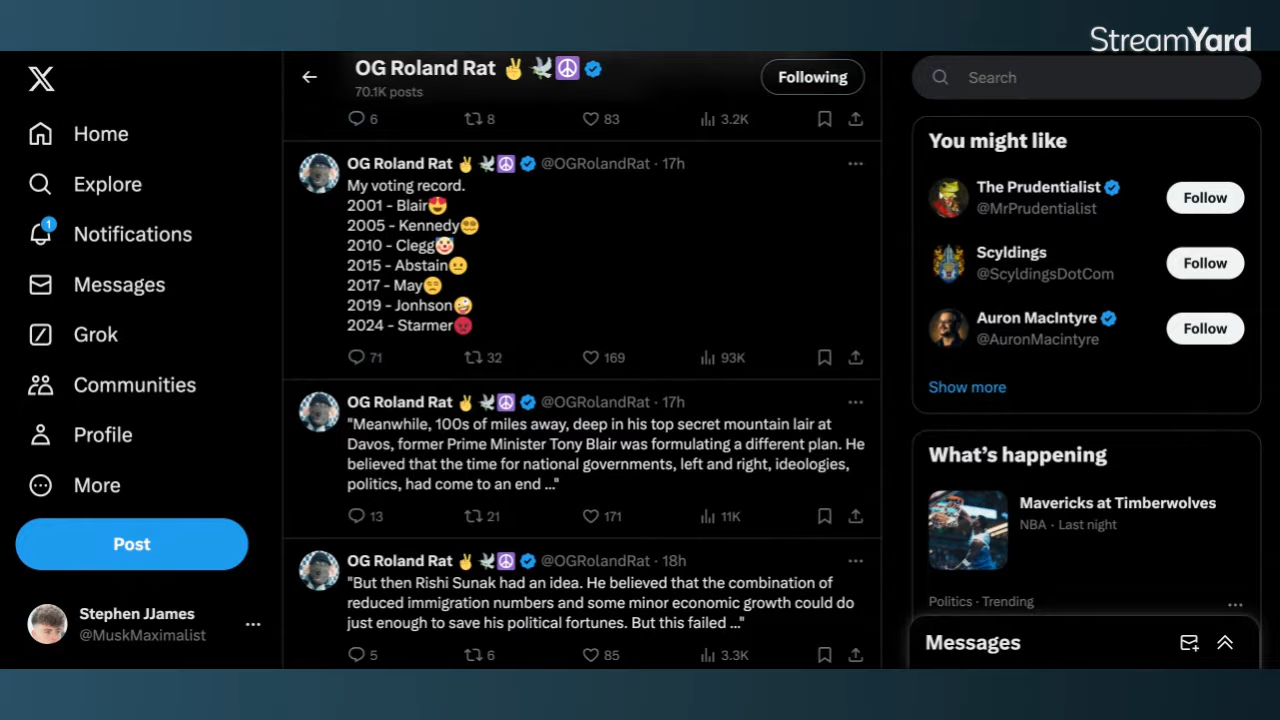 StreamYard
Home
Explore
1
Notifications
Messages
Grok
Communities
Profile
More
Post
Stephen JJames
@MuskMaximalist
OG Roland Rat ✌️🕊️☮️
70.1K posts
Following
6 8 83 3.2K
OG Roland Rat ✌️🕊️☮️ @OGRolandRat · 17h
My voting record.
2001 - Blair😍
2005 - Kennedy😵‍💫
2010 - Clegg🤡
2015 - Abstain😐
2017 - May😒
2019 - Jonhson🤪
2024 - Starmer😡
71 32 169 93K
OG Roland Rat ✌️🕊️☮️ @OGRolandRat · 17h
"Meanwhile, 100s of miles away, deep in his top secret mountain lair at
Davos, former Prime Minister Tony Blair was formulating a different plan. He
believed that the time for national governments, left and right, ideologies,
politics, had come to an end ..."
13 21 171 11K
OG Roland Rat ✌️🕊️☮️ @OGRolandRat · 18h
"But then Rishi Sunak had an idea. He believed that the combination of
reduced immigration numbers and some minor economic growth could do
just enough to save his political fortunes. But this failed ..."
5 6 85 3.3K
Search
You might like
The Prudentialist
@MrPrudentialist
Follow
Scyldings
@ScyldingsDotCom
Follow
Auron MacIntyre
@AuronMacintyre
Follow
Show more
What's happening
Mavericks at Timberwolves
NBA · Last night
Politics · Trending
Messages